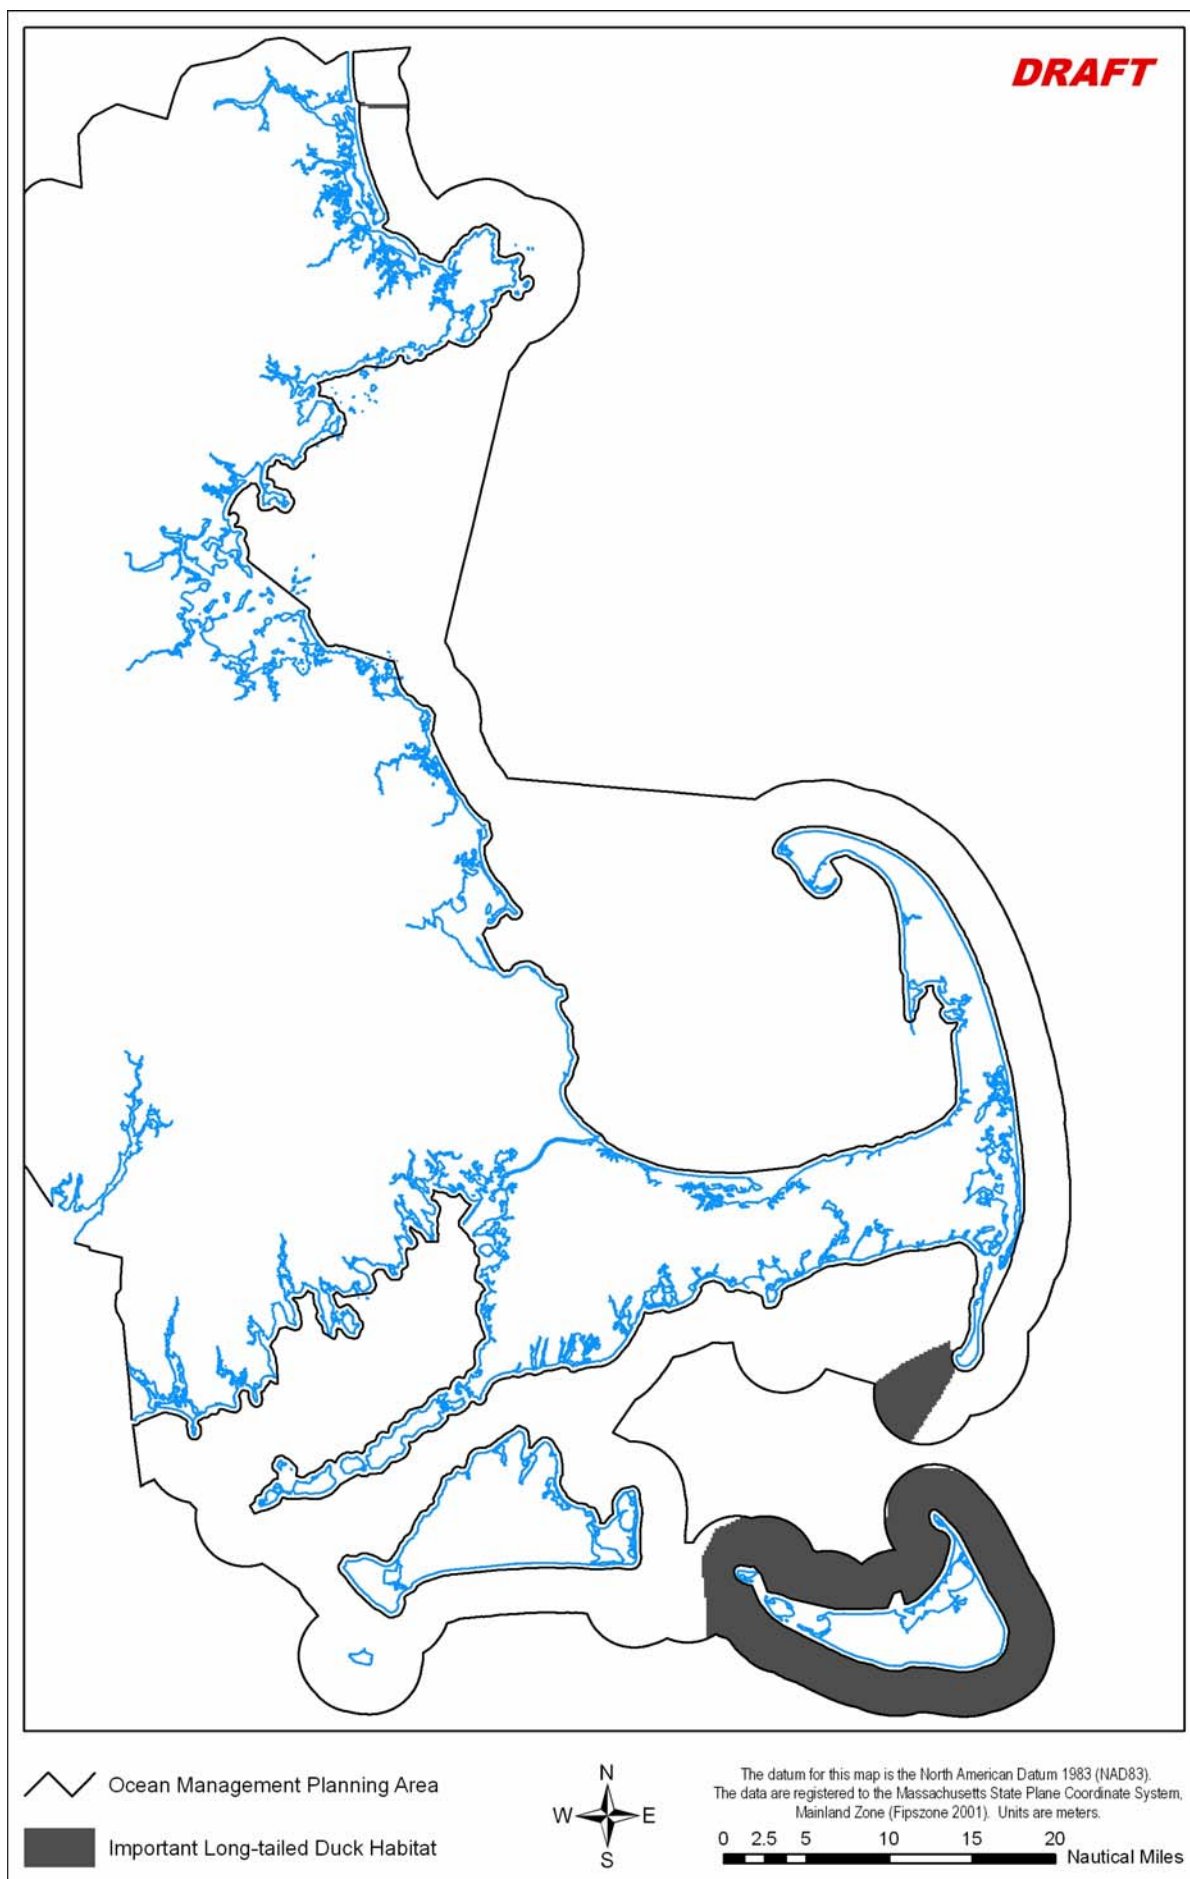 DRAFT
Ocean Management Planning Area
Important Long-tailed Duck Habitat
N
W E
S
The datum for this map is the North American Datum 1983 (NAD83).
The data are registered to the Massachusetts State Plane Coordinate System,
Mainland Zone (Fipszone 2001). Units are meters.
0 2.5 5 10 15 20
Nautical Miles